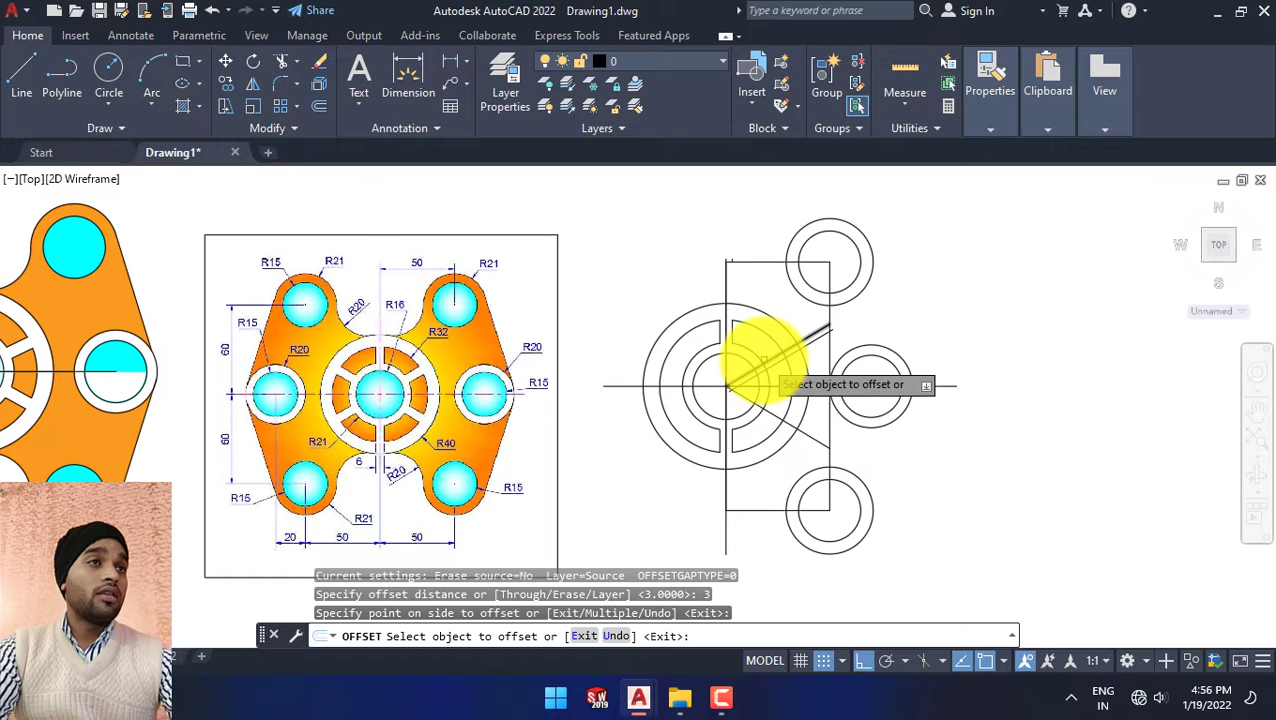 Share
Autodesk AutoCAD 2022 Drawing1.dwg
Type a keyword or phrase
Sign In
Home Insert Annotate Parametric View Manage Output Add-ins Collaborate Express Tools Featured Apps
0
Line Polyline Circle Arc
Text Dimension
Layer Properties
Insert
Group
Measure
Properties
Clipboard
View
Draw
Modify
Annotation
Layers
Block
Groups
Utilities
Start Drawing1*
[−][Top][2D Wireframe]
N
W TOP E
S
Unnamed
R15 R21 50 R21
R20 R16
R15 R32
60 R20 R20
R15
60 R21 R40
6 R20
R15 R15
R21
20 50 50
Select object to offset or
Current settings: Erase source=No Layer=Source OFFSETGAPTYPE=0
Specify offset distance or [Through/Erase/Layer] <3.0000>: 3
Specify point on side to offset or [Exit/Multiple/Undo] <Exit>:
OFFSET Select object to offset or [Exit Undo] <Exit>:
2
MODEL 1:1
SW 2019
A
C
ENG
IN
4:56 PM
1/19/2022